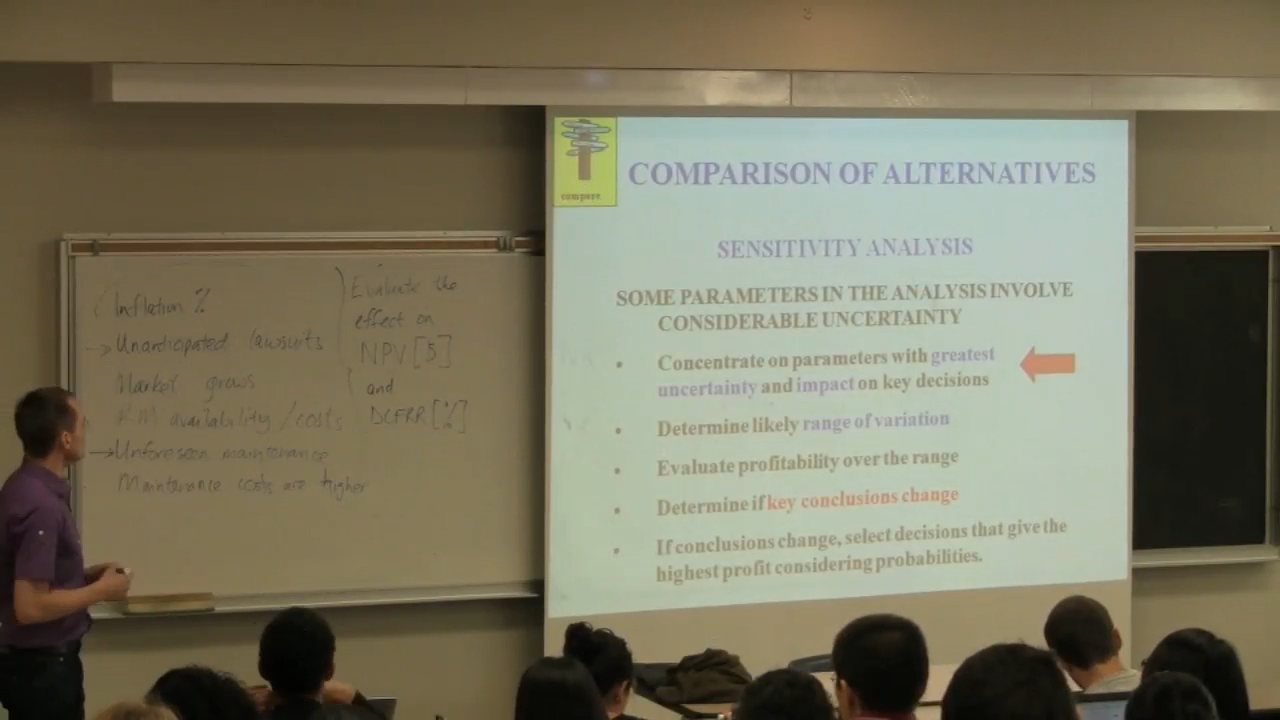 Inflation %
→ Unanticipated lawsuits
Market grows
RM availability / costs
→ Unforeseen maintenance
Maintenance costs are higher
Evaluate the
effect on
NPV [$]
and
DCFRR [%]
compare
COMPARISON OF ALTERNATIVES
SENSITIVITY ANALYSIS
SOME PARAMETERS IN THE ANALYSIS INVOLVE
CONSIDERABLE UNCERTAINTY
• Concentrate on parameters with greatest
uncertainty and impact on key decisions
• Determine likely range of variation
• Evaluate profitability over the range
• Determine if key conclusions change
• If conclusions change, select decisions that give the
highest profit considering probabilities.